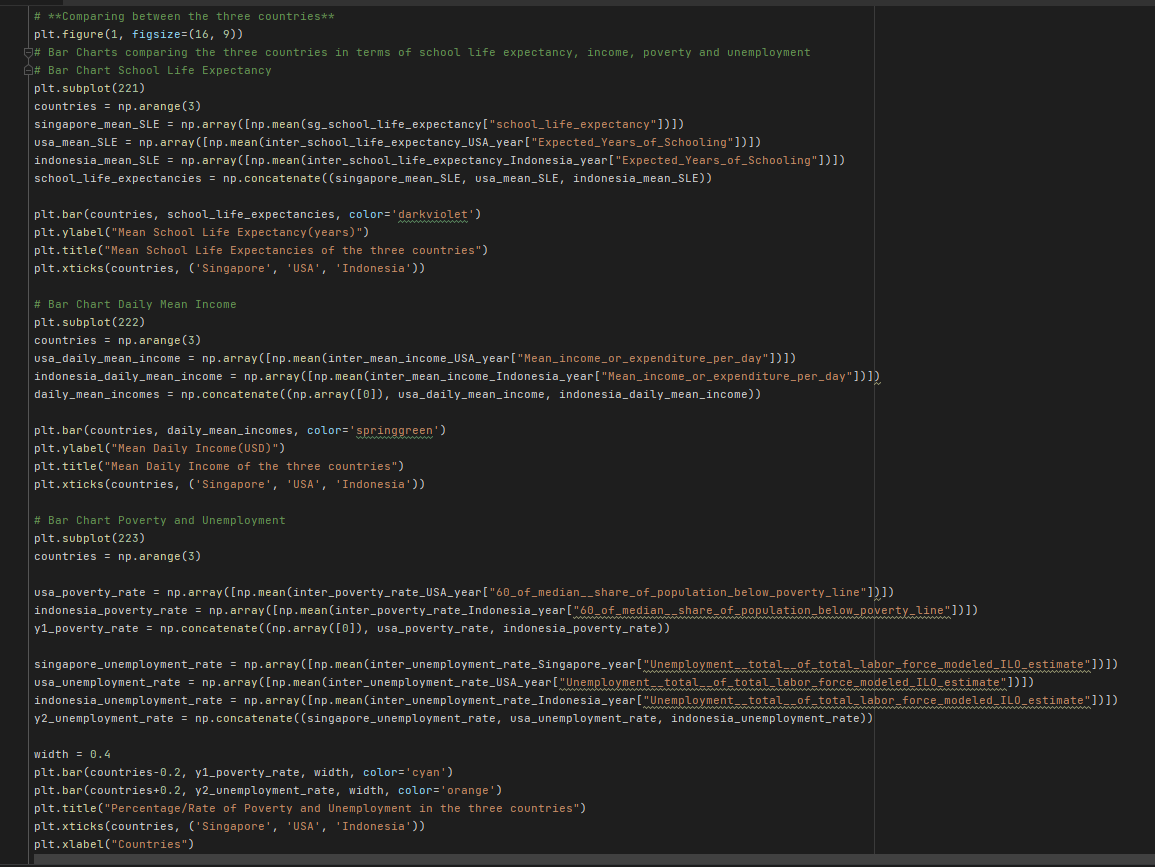 # **Comparing between the three countries**
plt.figure(1, figsize=(16, 9))
# Bar Charts comparing the three countries in terms of school life expectancy, income, poverty and unemployment
# Bar Chart School Life Expectancy
plt.subplot(221)
countries = np.arange(3)
singapore_mean_SLE = np.array([np.mean(sg_school_life_expectancy["school_life_expectancy"])])
usa_mean_SLE = np.array([np.mean(inter_school_life_expectancy_USA_year["Expected_Years_of_Schooling"])])
indonesia_mean_SLE = np.array([np.mean(inter_school_life_expectancy_Indonesia_year["Expected_Years_of_Schooling"])])
school_life_expectancies = np.concatenate((singapore_mean_SLE, usa_mean_SLE, indonesia_mean_SLE))
plt.bar(countries, school_life_expectancies, color='darkviolet')
plt.ylabel("Mean School Life Expectancy(years)")
plt.title("Mean School Life Expectancies of the three countries")
plt.xticks(countries, ('Singapore', 'USA', 'Indonesia'))
# Bar Chart Daily Mean Income
plt.subplot(222)
countries = np.arange(3)
usa_daily_mean_income = np.array([np.mean(inter_mean_income_USA_year["Mean_income_or_expenditure_per_day"])])
indonesia_daily_mean_income = np.array([np.mean(inter_mean_income_Indonesia_year["Mean_income_or_expenditure_per_day"])])
daily_mean_incomes = np.concatenate((np.array([0]), usa_daily_mean_income, indonesia_daily_mean_income))
plt.bar(countries, daily_mean_incomes, color='springgreen')
plt.ylabel("Mean Daily Income(USD)")
plt.title("Mean Daily Income of the three countries")
plt.xticks(countries, ('Singapore', 'USA', 'Indonesia'))
# Bar Chart Poverty and Unemployment
plt.subplot(223)
countries = np.arange(3)
usa_poverty_rate = np.array([np.mean(inter_poverty_rate_USA_year["60_of_median__share_of_population_below_poverty_line"])])
indonesia_poverty_rate = np.array([np.mean(inter_poverty_rate_Indonesia_year["60_of_median__share_of_population_below_poverty_line"])])
y1_poverty_rate = np.concatenate((np.array([0]), usa_poverty_rate, indonesia_poverty_rate))
singapore_unemployment_rate = np.array([np.mean(inter_unemployment_rate_Singapore_year["Unemployment__total__of_total_labor_force_modeled_ILO_estimate"])])
usa_unemployment_rate = np.array([np.mean(inter_unemployment_rate_USA_year["Unemployment__total__of_total_labor_force_modeled_ILO_estimate"])])
indonesia_unemployment_rate = np.array([np.mean(inter_unemployment_rate_Indonesia_year["Unemployment__total__of_total_labor_force_modeled_ILO_estimate"])])
y2_unemployment_rate = np.concatenate((singapore_unemployment_rate, usa_unemployment_rate, indonesia_unemployment_rate))
width = 0.4
plt.bar(countries-0.2, y1_poverty_rate, width, color='cyan')
plt.bar(countries+0.2, y2_unemployment_rate, width, color='orange')
plt.title("Percentage/Rate of Poverty and Unemployment in the three countries")
plt.xticks(countries, ('Singapore', 'USA', 'Indonesia'))
plt.xlabel("Countries")